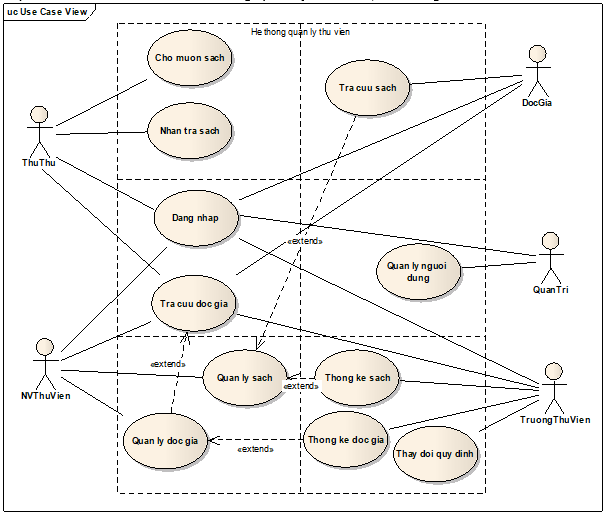 uc Use Case View
He thong quan ly thu vien
Cho muon sach
Tra cuu sach
DocGia
Nhan tra sach
ThuThu
Dang nhap
«extend»
Quan ly nguoi
dung
QuanTri
Tra cuu doc gia
«extend»
Quan ly sach
«extend»
Thong ke sach
NVThuVien
TruongThuVien
Quan ly doc gia
«extend»
Thong ke doc gia
Thay doi quy dinh